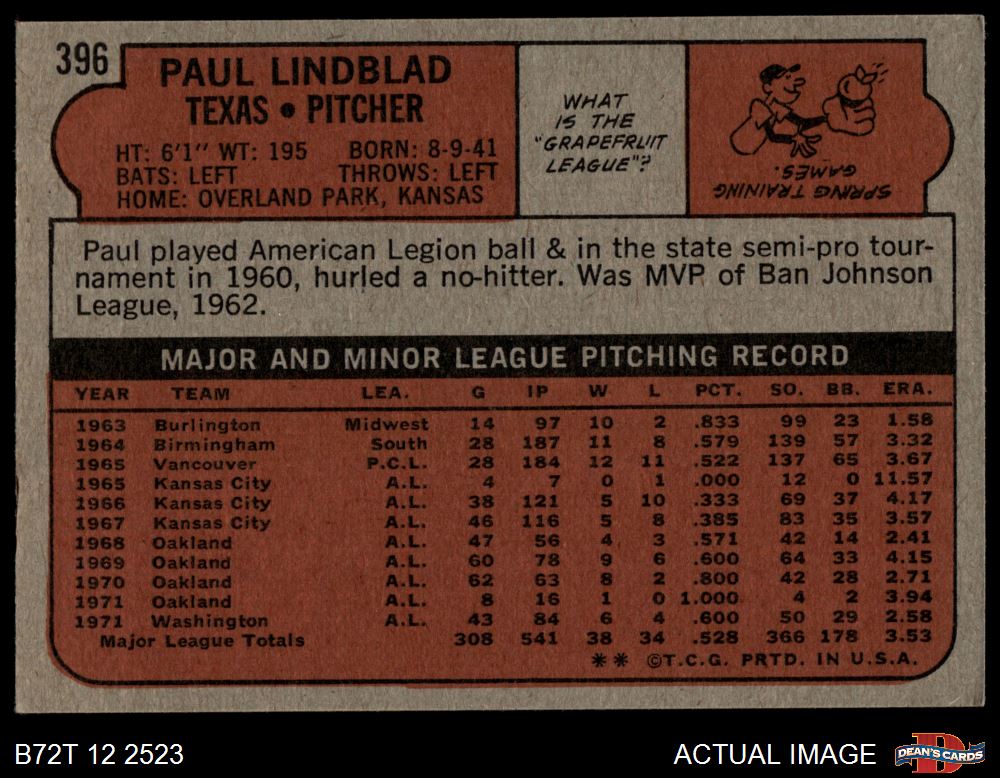 396
PAUL LINDBLAD
TEXAS • PITCHER
HT: 6'1" WT: 195 BORN: 8-9-41
BATS: LEFT THROWS: LEFT
HOME: OVERLAND PARK, KANSAS
WHAT
IS THE
"GRAPEFRUIT
LEAGUE"?
SPRING TRAINING
GAMES.
Paul played American Legion ball & in the state semi-pro tour-
nament in 1960, hurled a no-hitter. Was MVP of Ban Johnson
League, 1962.
MAJOR AND MINOR LEAGUE PITCHING RECORD
YEAR TEAM LEA. G IP W L PCT. SO. BB. ERA.
1963 Burlington Midwest 14 97 10 2 .833 99 23 1.58
1964 Birmingham South 28 187 11 8 .579 139 57 3.32
1965 Vancouver P.C.L. 28 184 12 11 .522 137 65 3.67
1965 Kansas City A.L. 4 7 0 1 .000 12 0 11.57
1966 Kansas City A.L. 38 121 5 10 .333 69 37 4.17
1967 Kansas City A.L. 46 116 5 8 .385 83 35 3.57
1968 Oakland A.L. 47 56 4 3 .571 42 14 2.41
1969 Oakland A.L. 60 78 9 6 .600 64 33 4.15
1970 Oakland A.L. 62 63 8 2 .800 42 28 2.71
1971 Oakland A.L. 8 16 1 0 1.000 4 2 3.94
1971 Washington A.L. 43 84 6 4 .600 50 29 2.58
Major League Totals 308 541 38 34 .528 366 178 3.53
** ©T.C.G. PRTD. IN U.S.A.
B72T 12 2523
ACTUAL IMAGE
DEAN'S CARDS